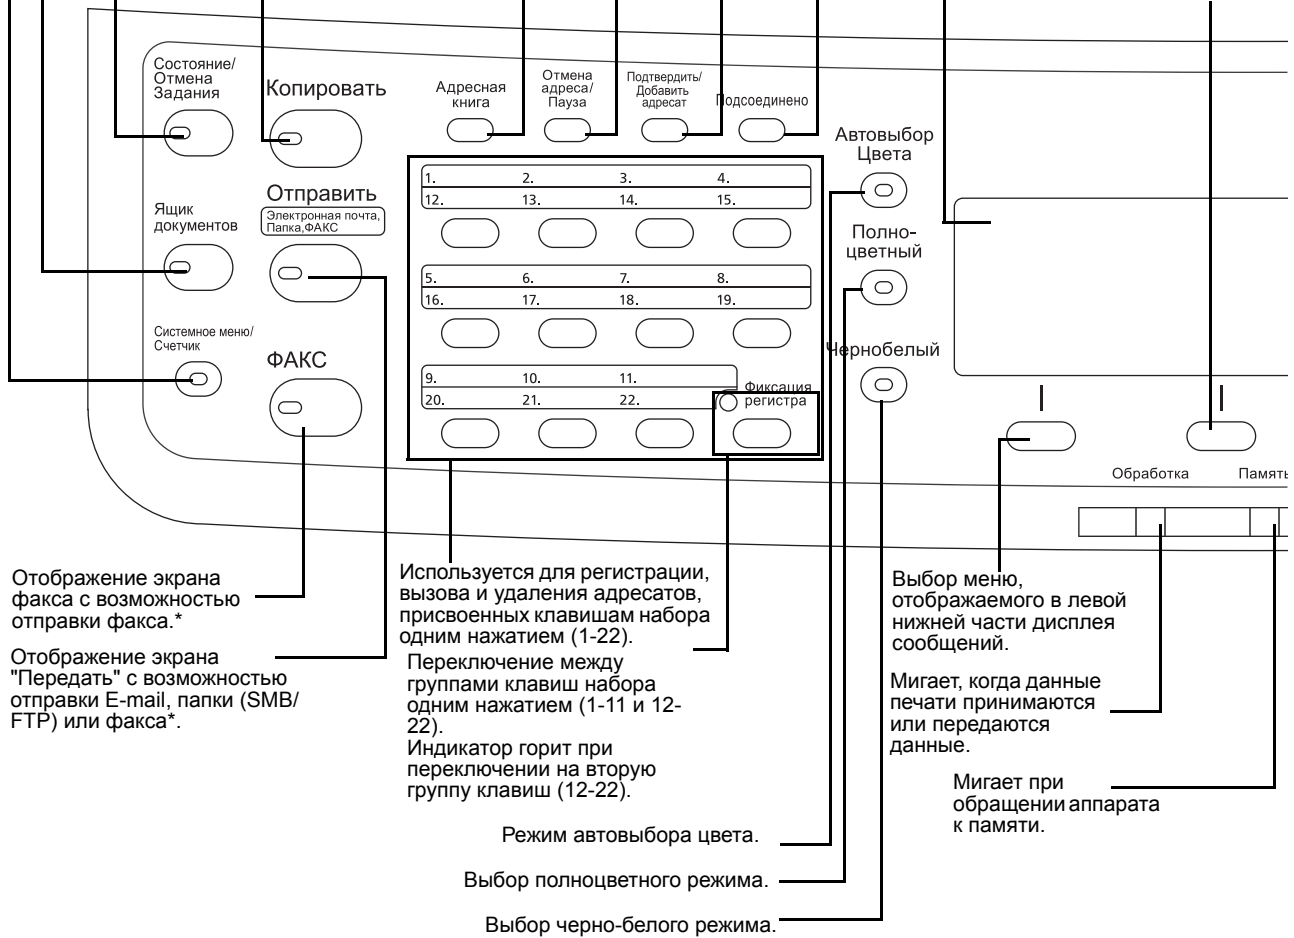 Состояние/
Отмена
Задания
Копировать
Адресная
книга
Отмена
адреса/
Пауза
Подтвердить/
Добавить
адресат
Подсоединено
Автовыбор
Цвета
1. 2. 3. 4.
12. 13. 14. 15.
Отправить
Электронная почта,
Папка,ФАКС
Ящик
документов
Полно-
цветный
5. 6. 7. 8.
16. 17. 18. 19.
Системное меню/
Счетчик
ФАКС
Чернобелый
9. 10. 11.
20. 21. 22.
Фиксация
регистра
Обработка
Память
Отображение экрана
факса с возможностью
отправки факса.*
Отображение экрана
"Передать" с возможностью
отправки E-mail, папки (SMB/
FTP) или факса*.
Используется для регистрации,
вызова и удаления адресатов,
присвоенных клавишам набора
одним нажатием (1-22).
Переключение между
группами клавиш набора
одним нажатием (1-11 и 12-
22).
Индикатор горит при
переключении на вторую
группу клавиш (12-22).
Режим автовыбора цвета.
Выбор полноцветного режима.
Выбор черно-белого режима.
Выбор меню,
отображаемого в левой
нижней части дисплея
сообщений.
Мигает, когда данные
печати принимаются
или передаются
данные.
Мигает при
обращении аппарата
к памяти.